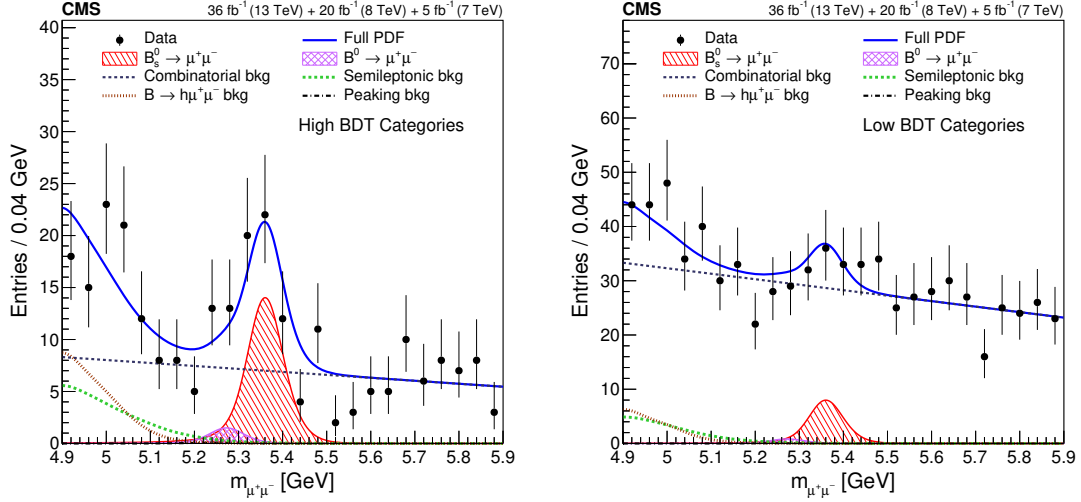 CMS 36 fb⁻¹ (13 TeV) + 20 fb⁻¹ (8 TeV) + 5 fb⁻¹ (7 TeV)
Data Full PDF
B⁰ₛ → μ⁺μ⁻ B⁰ → μ⁺μ⁻
Combinatorial bkg Semileptonic bkg
B → hμ⁺μ⁻ bkg Peaking bkg
High BDT Categories
Entries / 0.04 GeV
40
35
30
25
20
15
10
5
0
4.9 5 5.1 5.2 5.3 5.4 5.5 5.6 5.7 5.8 5.9
m_μ⁺μ⁻ [GeV]
CMS 36 fb⁻¹ (13 TeV) + 20 fb⁻¹ (8 TeV) + 5 fb⁻¹ (7 TeV)
Data Full PDF
B⁰ₛ → μ⁺μ⁻ B⁰ → μ⁺μ⁻
Combinatorial bkg Semileptonic bkg
B → hμ⁺μ⁻ bkg Peaking bkg
Low BDT Categories
Entries / 0.04 GeV
70
60
50
40
30
20
10
0
4.9 5 5.1 5.2 5.3 5.4 5.5 5.6 5.7 5.8 5.9
m_μ⁺μ⁻ [GeV]